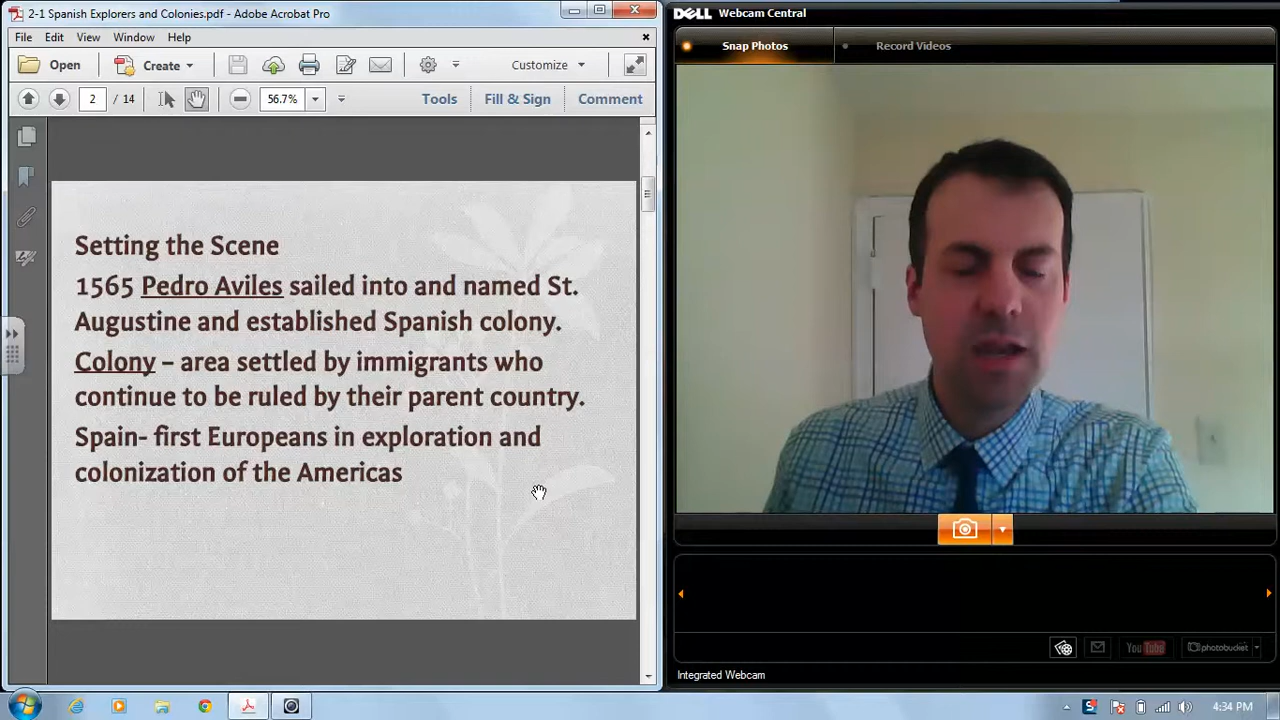 2-1 Spanish Explorers and Colonies.pdf - Adobe Acrobat Pro
File Edit View Window Help
Open Create Customize
2 / 14 56.7% Tools Fill & Sign Comment
Setting the Scene
1565 Pedro Aviles sailed into and named St.
Augustine and established Spanish colony.
Colony – area settled by immigrants who
continue to be ruled by their parent country.
Spain- first Europeans in exploration and
colonization of the Americas
DELL Webcam Central
Snap Photos Record Videos
You Tube photobucket
Integrated Webcam
4:34 PM